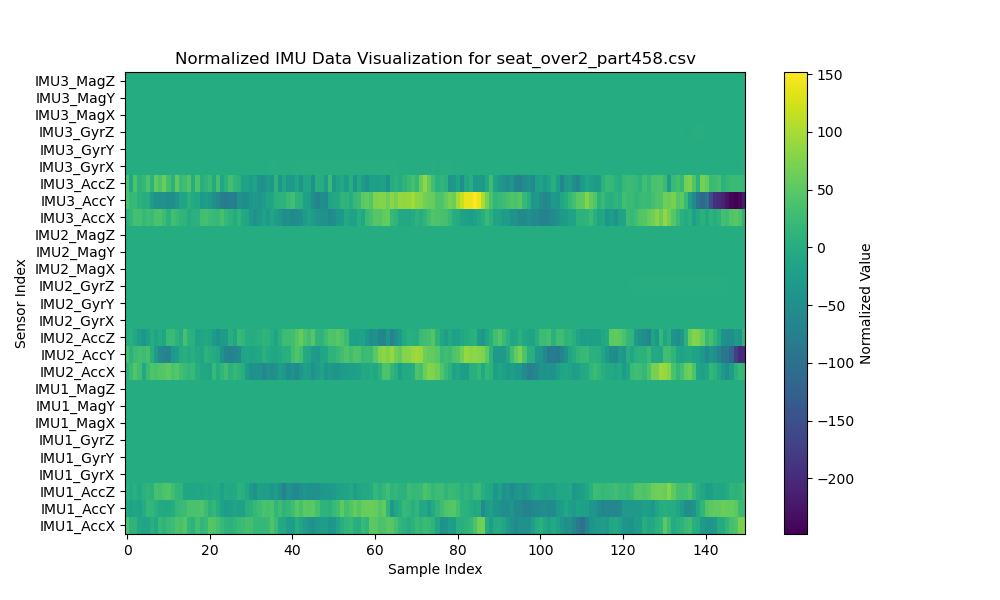 Normalized IMU Data Visualization for seat_over2_part458.csv
IMU3_MagZ
IMU3_MagY
IMU3_MagX
IMU3_GyrZ
IMU3_GyrY
IMU3_GyrX
IMU3_AccZ
IMU3_AccY
IMU3_AccX
IMU2_MagZ
IMU2_MagY
IMU2_MagX
IMU2_GyrZ
IMU2_GyrY
IMU2_GyrX
IMU2_AccZ
IMU2_AccY
IMU2_AccX
IMU1_MagZ
IMU1_MagY
IMU1_MagX
IMU1_GyrZ
IMU1_GyrY
IMU1_GyrX
IMU1_AccZ
IMU1_AccY
IMU1_AccX
Sensor Index
0 20 40 60 80 100 120 140
Sample Index
150
100
50
0
−50
−100
−150
−200
Normalized Value